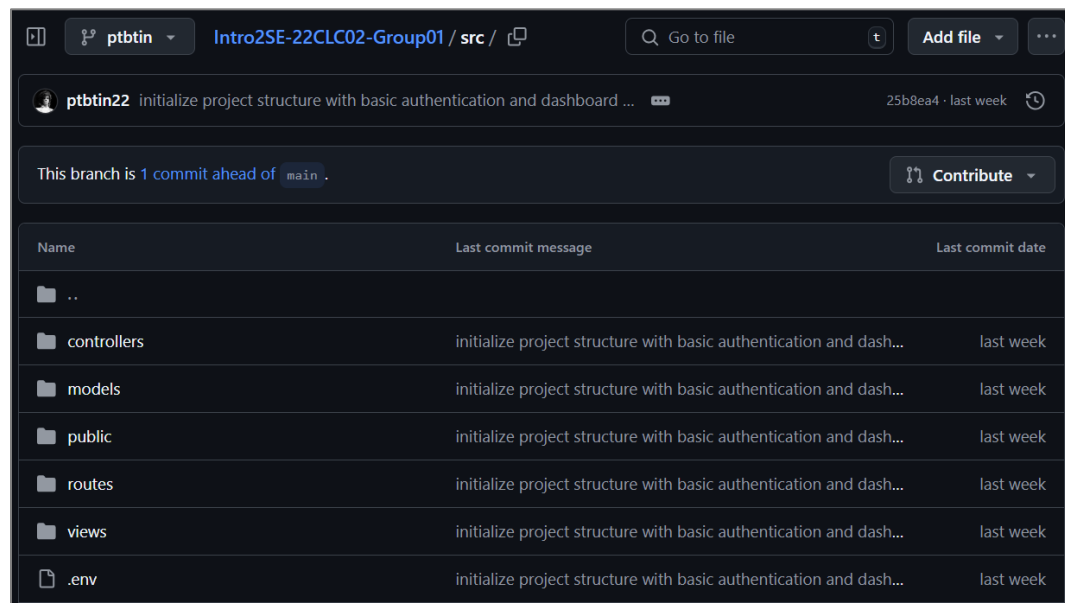 ptbtin Intro2SE-22CLC02-Group01 / src / Go to file t Add file ...
ptbtin22 initialize project structure with basic authentication and dashboard ... 25b8ea4 · last week
This branch is 1 commit ahead of main . Contribute
Name Last commit message Last commit date
..
controllers initialize project structure with basic authentication and dash... last week
models initialize project structure with basic authentication and dash... last week
public initialize project structure with basic authentication and dash... last week
routes initialize project structure with basic authentication and dash... last week
views initialize project structure with basic authentication and dash... last week
.env initialize project structure with basic authentication and dash... last week